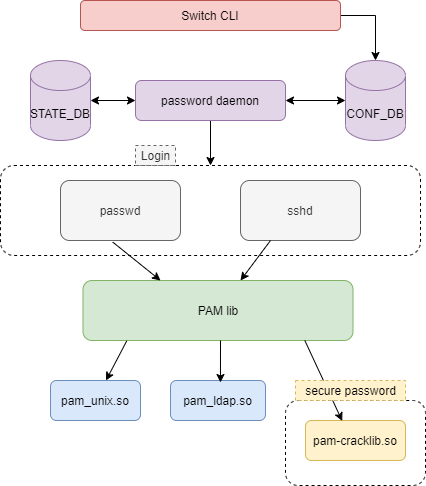 Switch CLI
STATE_DB
password daemon
CONF_DB
Login
passwd
sshd
PAM lib
pam_unix.so
pam_ldap.so
secure password
pam-cracklib.so